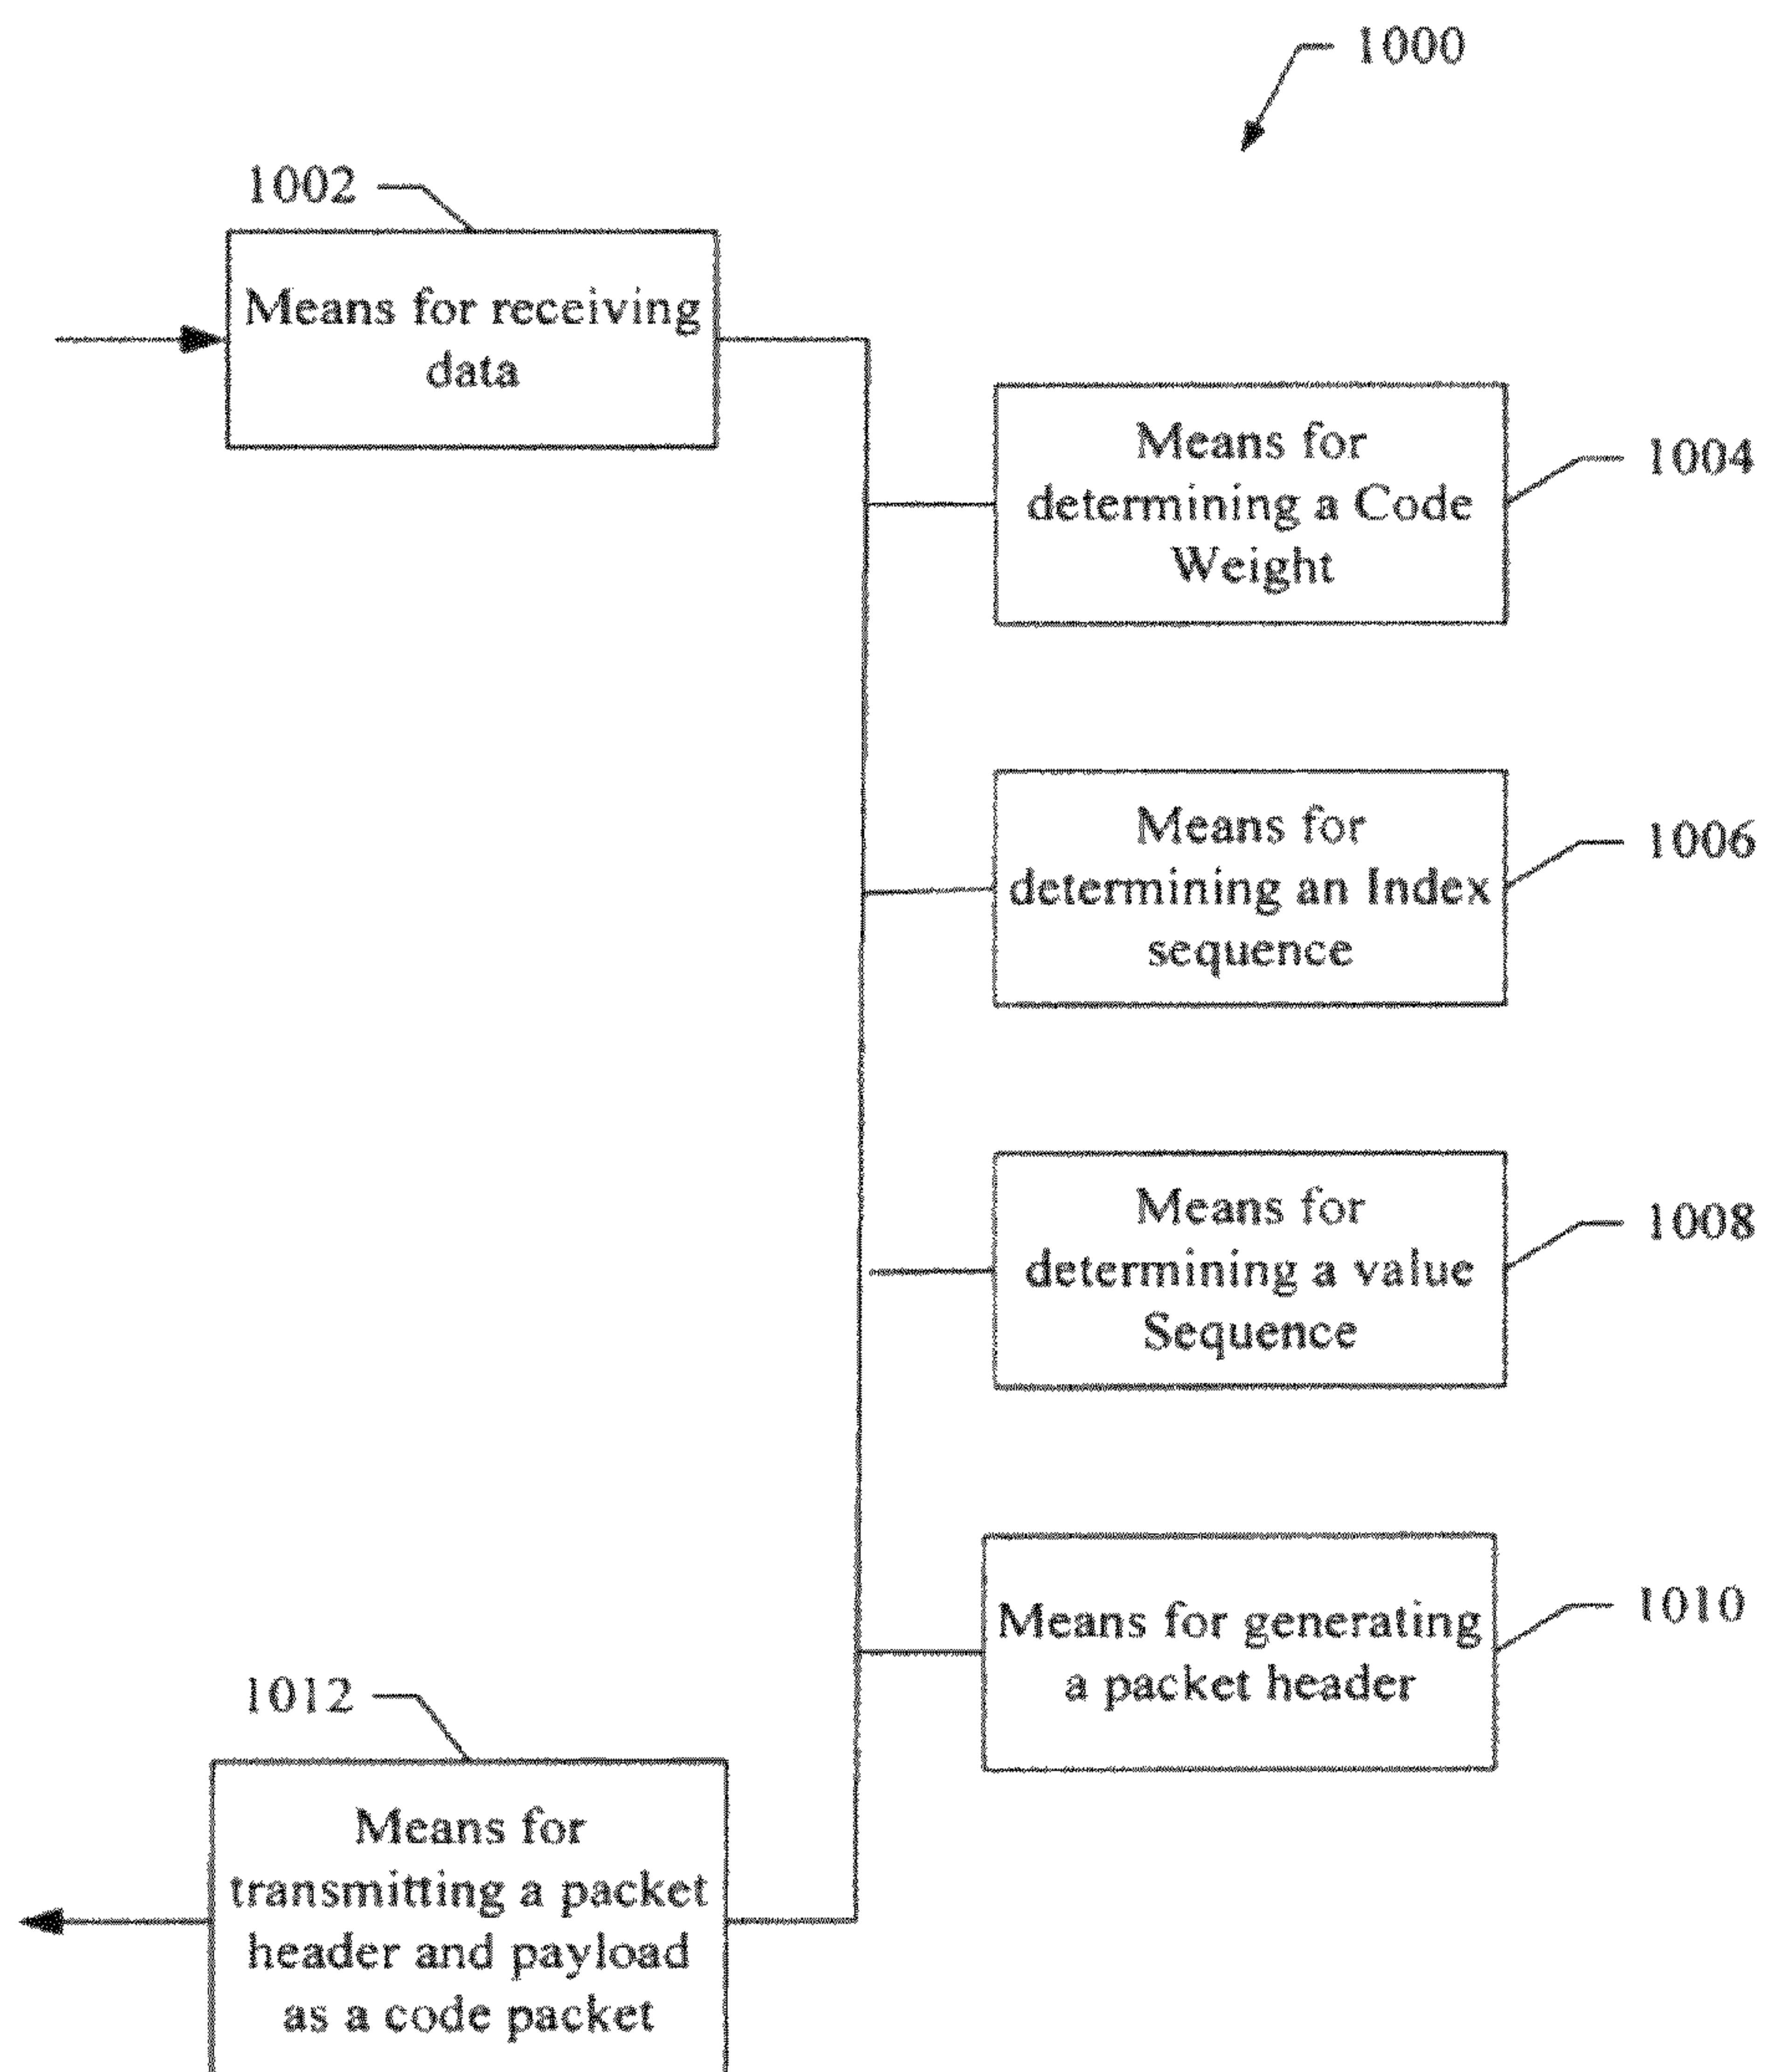 1000
1002
Means for receiving
data
Means for
determining a Code
Weight
1004
Means for
determining an Index
sequence
1006
Means for
determining a value
Sequence
1008
Means for generating
a packet header
1010
1012
Means for
transmitting a packet
header and payload
as a code packet